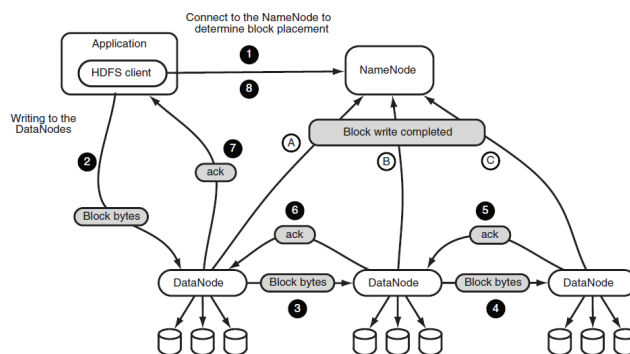 Connect to the NameNode to
determine block placement
Application
1
HDFS client
NameNode
8
Writing to the
DataNodes
7
A
Block write completed
2
B
C
ack
6
5
Block bytes
ack
ack
DataNode
Block bytes
DataNode
Block bytes
DataNode
3
4